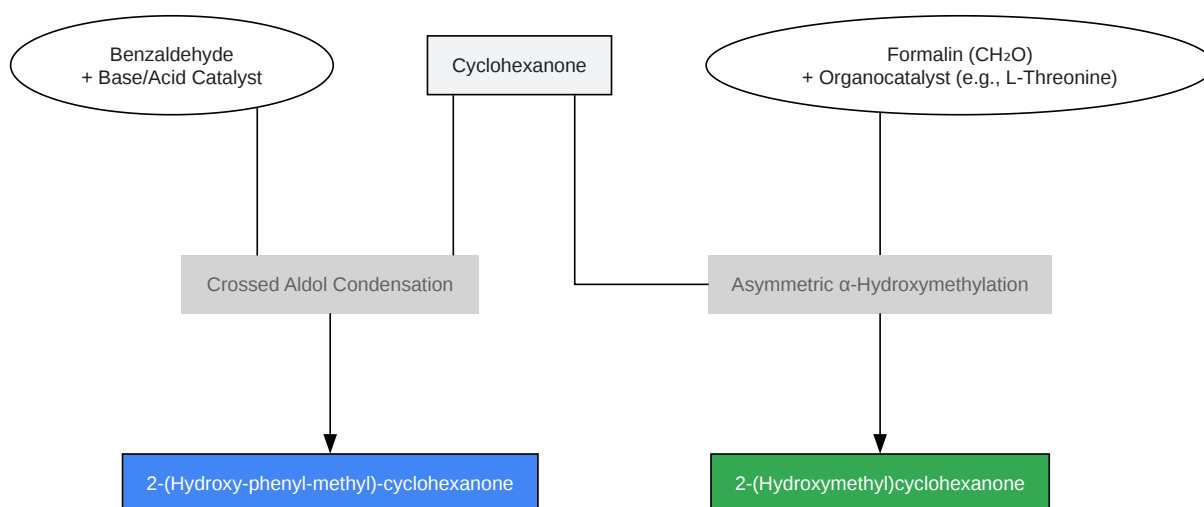 Benzaldehyde
+ Base/Acid Catalyst
Cyclohexanone
Formalin (CH₂O)
+ Organocatalyst (e.g., L-Threonine)
Crossed Aldol Condensation
Asymmetric α-Hydroxymethylation
2-(Hydroxy-phenyl-methyl)-cyclohexanone
2-(Hydroxymethyl)cyclohexanone